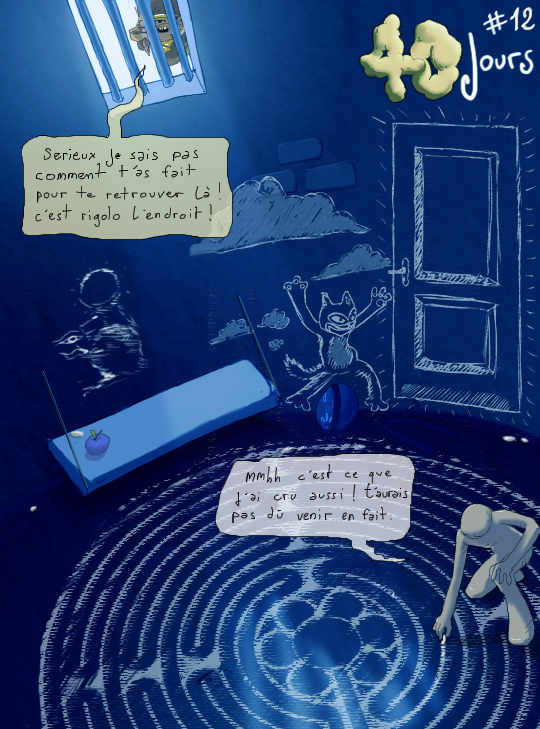 #12
40
Jours
Serieux je sais pas
comment t'as fait
pour te retrouver là !
c'est rigolo l'endroit !
mmhh c'est ce que
j'ai cru aussi ! t'aurais
pas dû venir en fait.